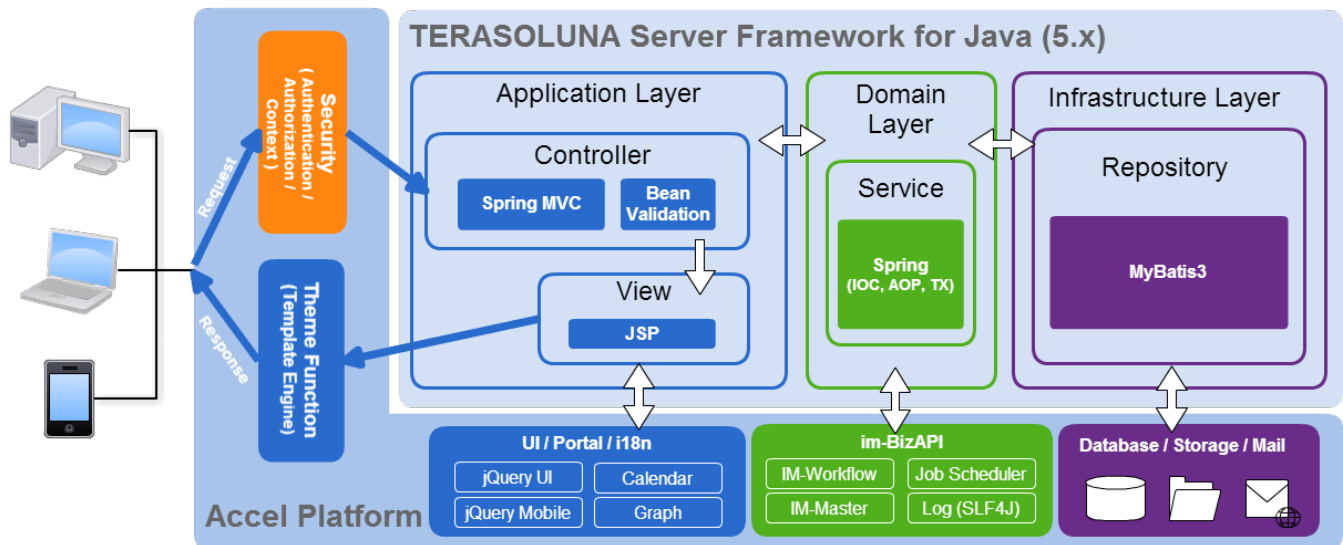 TERASOLUNA Server Framework for Java (5.x)
Security
( Authentication /
Authorization /
Context )
Request
Response
Theme Function
(Template Engine)
Application Layer
Controller
Spring MVC
Bean
Validation
View
JSP
Domain
Layer
Service
Spring
(IOC, AOP, TX)
Infrastructure Layer
Repository
MyBatis3
Accel Platform
UI / Portal / i18n
jQuery UI
Calendar
jQuery Mobile
Graph
im-BizAPI
IM-Workflow
Job Scheduler
IM-Master
Log (SLF4J)
Database / Storage / Mail